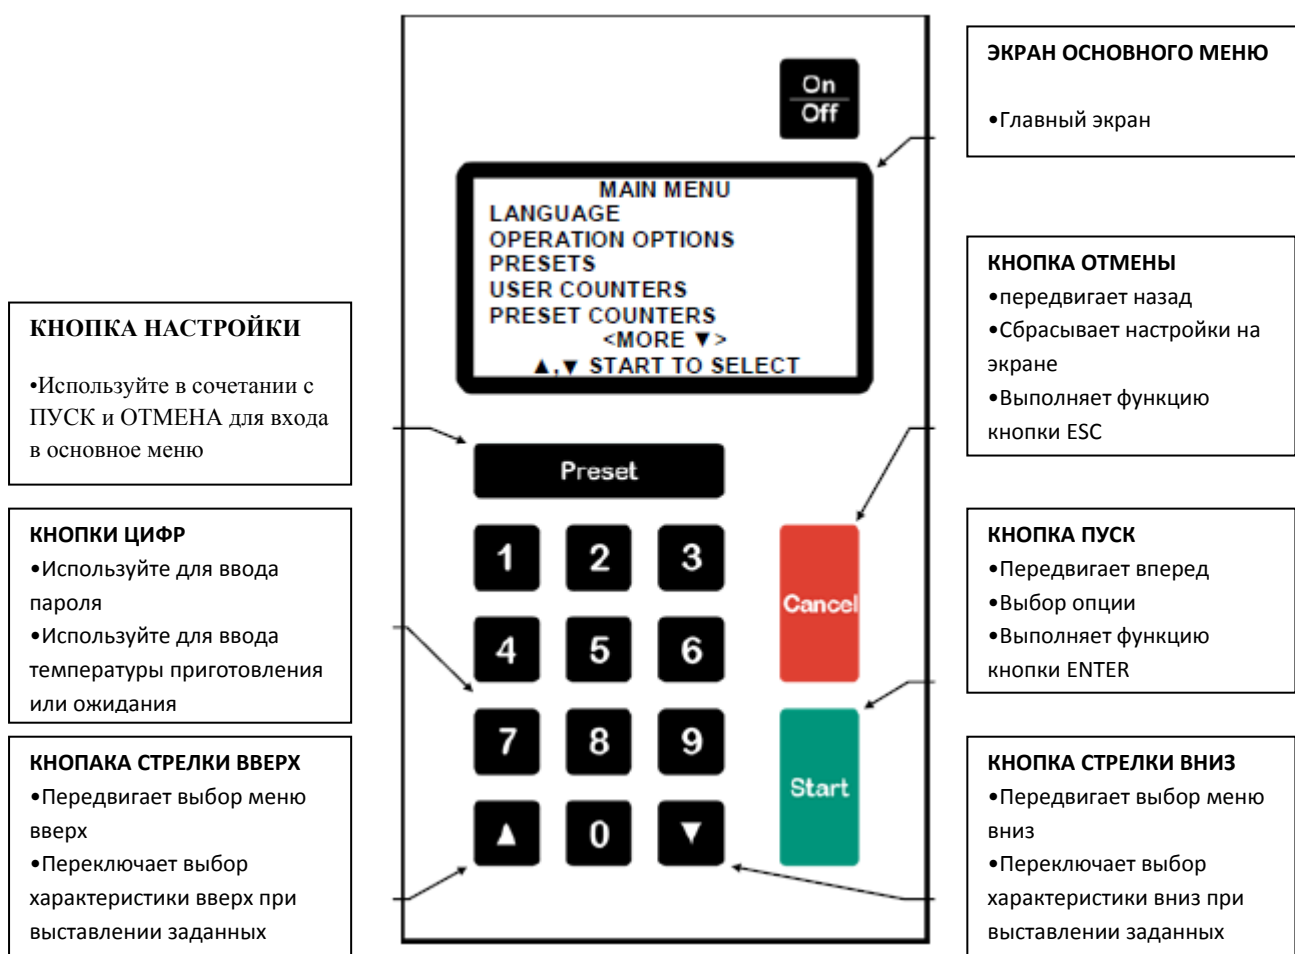 ЭКРАН ОСНОВНОГО МЕНЮ
•Главный экран
On
Off
MAIN MENU
LANGUAGE
OPERATION OPTIONS
PRESETS
USER COUNTERS
PRESET COUNTERS
<MORE ▼>
▲,▼ START TO SELECT
КНОПКА ОТМЕНЫ
•передвигает назад
•Сбрасывает настройки на
экране
•Выполняет функцию
кнопки ESC
КНОПКА НАСТРОЙКИ
•Используйте в сочетании с
ПУСК и ОТМЕНА для входа
в основное меню
Preset
КНОПКИ ЦИФР
•Используйте для ввода
пароля
•Используйте для ввода
температуры приготовления
или ожидания
1 2 3
4 5 6
7 8 9
▲ 0 ▼
Cancel
Start
КНОПКА ПУСК
•Передвигает вперед
•Выбор опции
•Выполняет функцию
кнопки ENTER
КНОПАКА СТРЕЛКИ ВВЕРХ
•Передвигает выбор меню
вверх
•Переключает выбор
характеристики вверх при
выставлении заданных
КНОПКА СТРЕЛКИ ВНИЗ
•Передвигает выбор меню
вниз
•Переключает выбор
характеристики вниз при
выставлении заданных